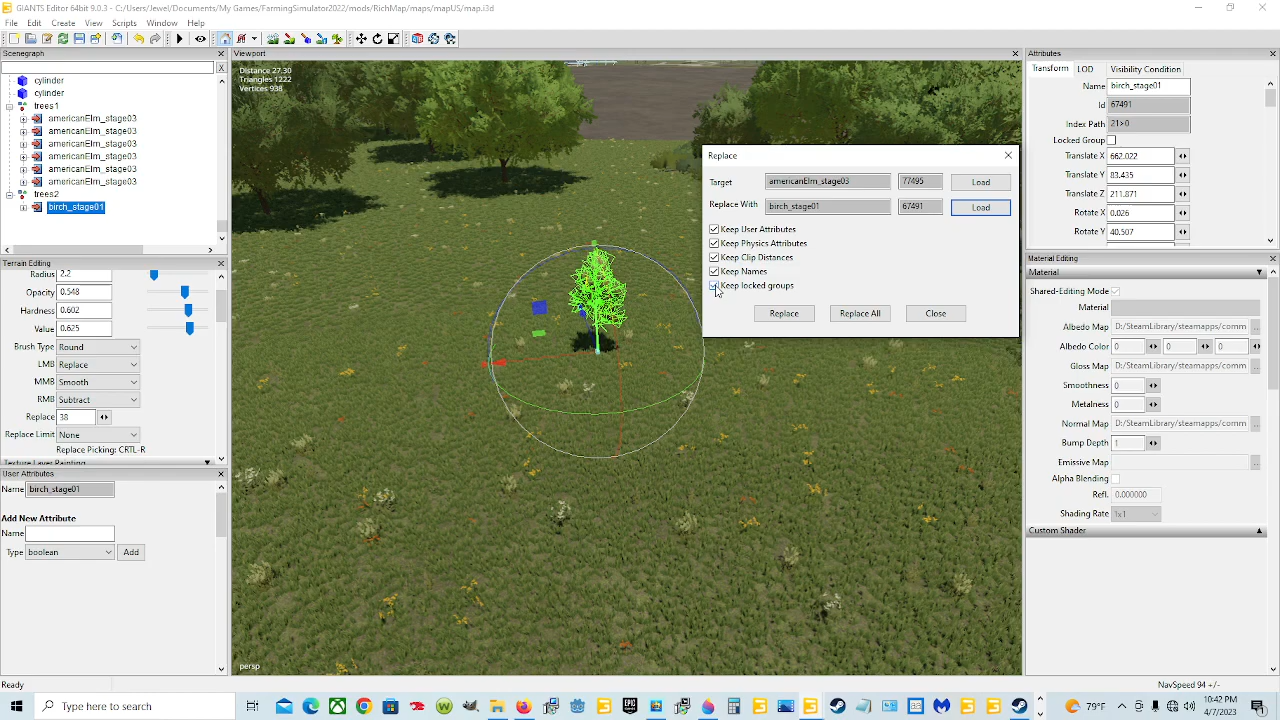 GIANTS Editor 64bit 9.0.3 - C:/Users/Jewel/Documents/My Games/FarmingSimulator2022/mods/RichMap/maps/mapUS/map.i3d
File Edit Create View Scripts Window Help
Scenegraph
X
cylinder
cylinder
trees1
americanElm_stage03
americanElm_stage03
americanElm_stage03
americanElm_stage03
americanElm_stage03
americanElm_stage03
trees2
birch_stage01
Terrain Editing
Radius 2.2
Opacity 0.548
Hardness 0.602
Value 0.625
Brush Type Round
LMB Replace
MMB Smooth
RMB Subtract
Replace 38
Replace Limit None
Replace Picking: CRTL-R
Texture Layer Painting
User Attributes
Name birch_stage01
Add New Attribute
Name
Type boolean Add
Ready
Viewport
Distance 27.30
Triangles 1222
Vertices 938
persp
Replace
Target americanElm_stage03 77495 Load
Replace With birch_stage01 67491 Load
Keep User Attributes
Keep Physics Attributes
Keep Clip Distances
Keep Names
Keep locked groups
Replace Replace All Close
Attributes
Transform LOD Visibility Condition
Name birch_stage01
Id 67491
Index Path 21>0
Locked Group
Translate X 662.022
Translate Y 83.435
Translate Z 211.871
Rotate X 0.026
Rotate Y 40.507
Material Editing
Material
Shared-Editing Mode
Material
Albedo Map D:/SteamLibrary/steamapps/comm ...
Albedo Color 0 0 0
Gloss Map D:/SteamLibrary/steamapps/comm ...
Smoothness 0
Metalness 0
Normal Map D:/SteamLibrary/steamapps/comm ...
Bump Depth 1
Emissive Map ...
Alpha Blending
Refl. 0.000000
Shading Rate 1x1
Custom Shader
NavSpeed 94 +/-
Type here to search
79°F
10:42 PM
4/7/2023